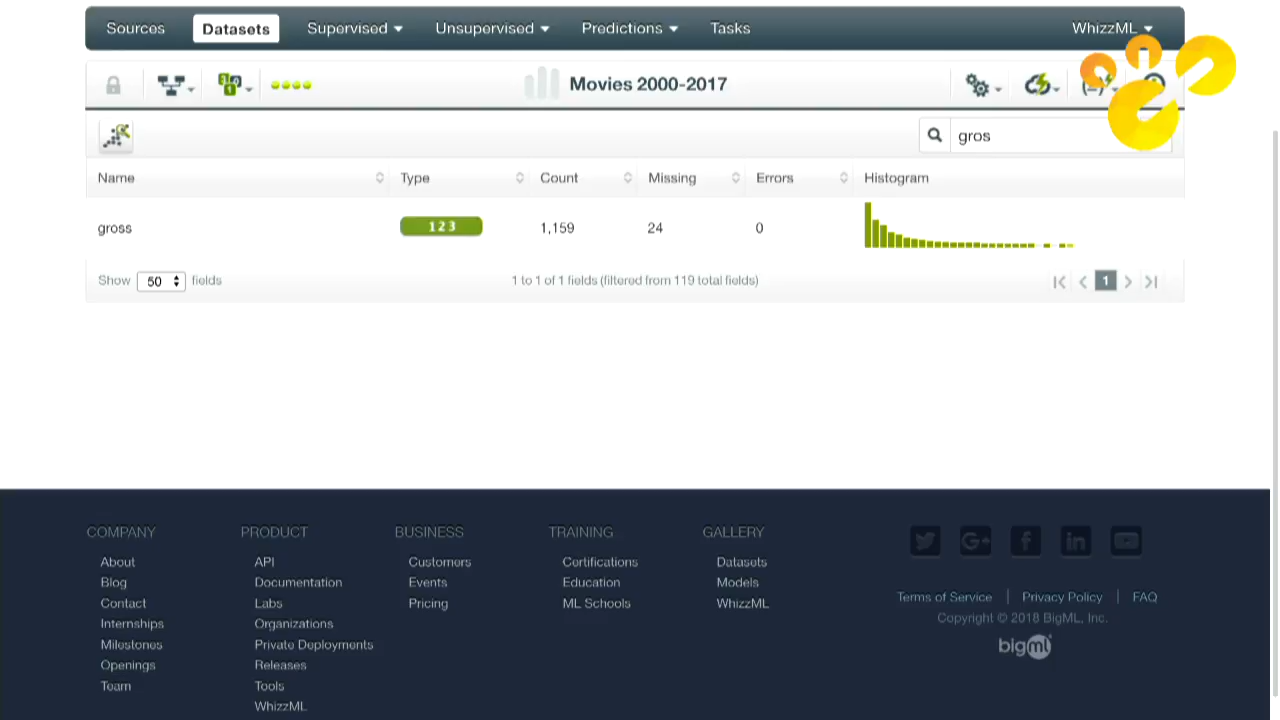 Sources Datasets Supervised Unsupervised Predictions Tasks WhizzML
Movies 2000-2017
gros
Name Type Count Missing Errors Histogram
gross 123 1,159 24 0
Show 50 fields 1 to 1 of 1 fields (filtered from 119 total fields) 1
COMPANY PRODUCT BUSINESS TRAINING GALLERY
About API Customers Certifications Datasets
Blog Documentation Events Education Models
Contact Labs Pricing ML Schools WhizzML
Terms of Service | Privacy Policy | FAQ
Internships Organizations
Copyright © 2018 BigML, Inc.
Milestones Private Deployments
bigml
Openings Releases
Team Tools
WhizzML